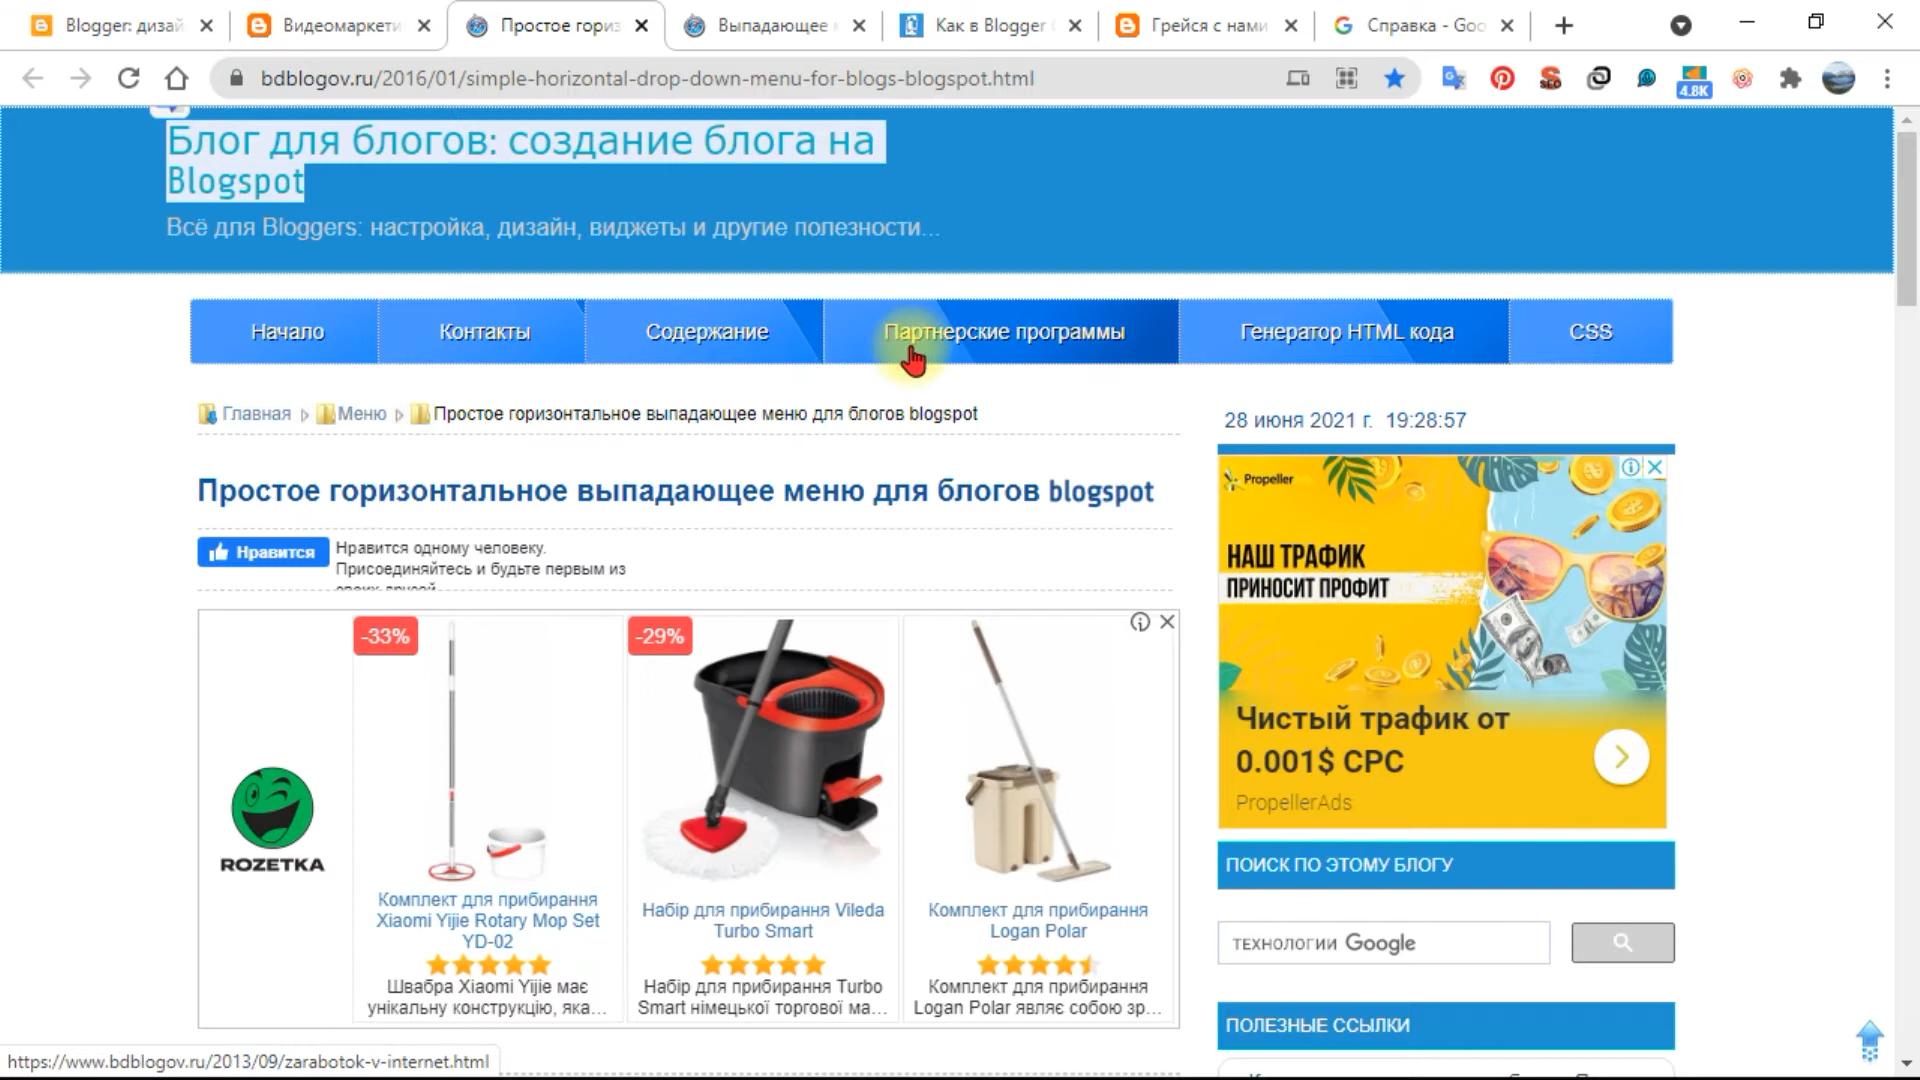 Blogger: дизай
Видеомаркети
Простое гориз
Выпадающее
Как в Blogger
Грейся с нами
Справка - Goo
bdblogov.ru/2016/01/simple-horizontal-drop-down-menu-for-blogs-blogspot.html
SEO
4.8K
Блог для блогов: создание блога на
Blogspot
Всё для Bloggers: настройка, дизайн, виджеты и другие полезности...
Начало
Контакты
Содержание
Партнерские программы
Генератор HTML кода
CSS
Главная
Меню
Простое горизонтальное выпадающее меню для блогов blogspot
28 июня 2021 г. 19:28:57
Простое горизонтальное выпадающее меню для блогов blogspot
Нравится
Нравится одному человеку.
Присоединяйтесь и будьте первым из
своих друзей.
Propeller
НАШ ТРАФИК
ПРИНОСИТ ПРОФИТ
Чистый трафик от
0.001$ CPC
PropellerAds
-33%
-29%
ROZETKA
Комплект для прибирання
Xiaomi Yijie Rotary Mop Set
YD-02
Швабра Xiaomi Yijie має
унікальну конструкцію, яка...
Набір для прибирання Vileda
Turbo Smart
Набір для прибирання Turbo
Smart німецької торгової ма...
Комплект для прибирання
Logan Polar
Комплект для прибирання
Logan Polar являє собою зр...
ПОИСК ПО ЭТОМУ БЛОГУ
ТЕХНОЛОГИИ Google
ПОЛЕЗНЫЕ ССЫЛКИ
https://www.bdblogov.ru/2013/09/zarabotok-v-internet.html